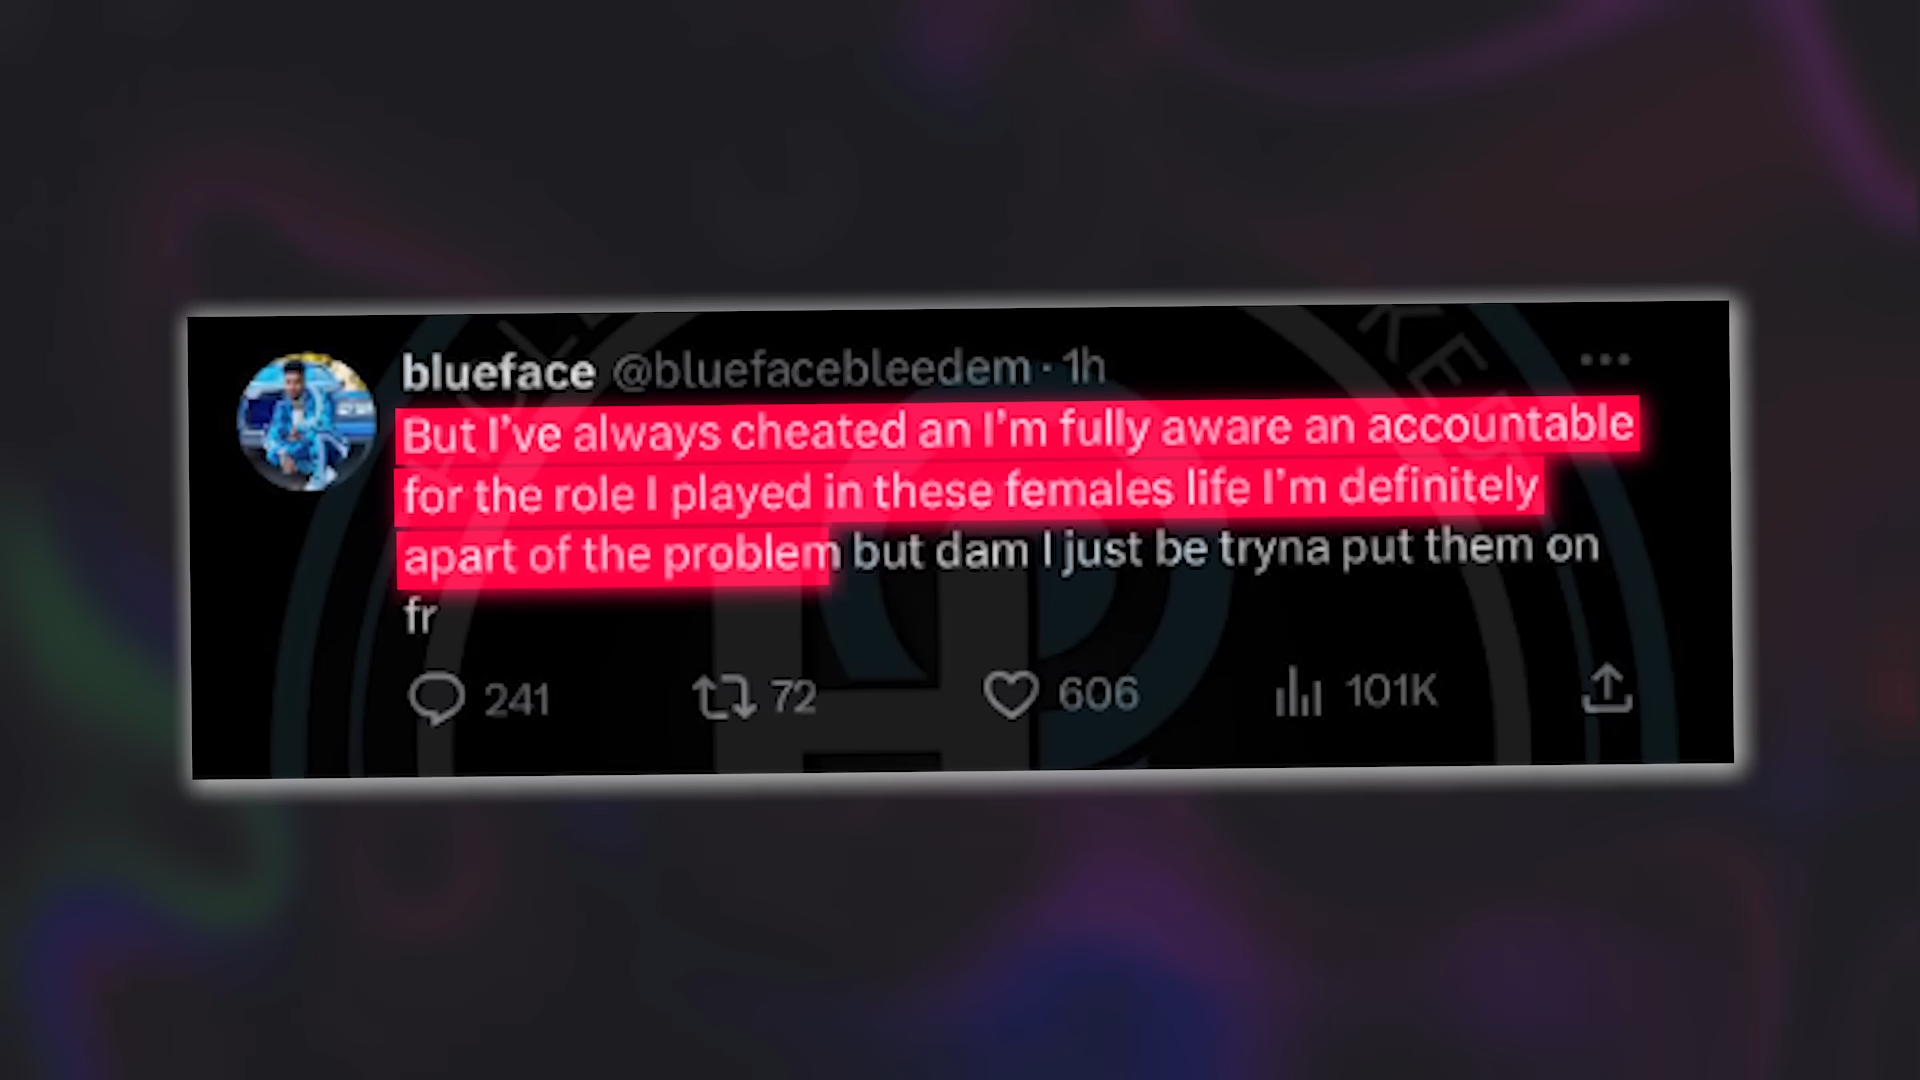 blueface @bluefacebleedem · 1h
But I've always cheated an I'm fully aware an accountable
for the role I played in these females life I'm definitely
apart of the problem but dam I just be tryna put them on
fr
241 72 606 101K